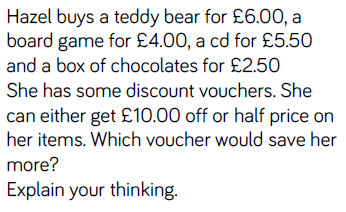 Hazel buys a teddy bear for £6.00, a
board game for £4.00, a cd for £5.50
and a box of chocolates for £2.50
She has some discount vouchers. She
can either get £10.00 off or half price on
her items. Which voucher would save her
more?
Explain your thinking.